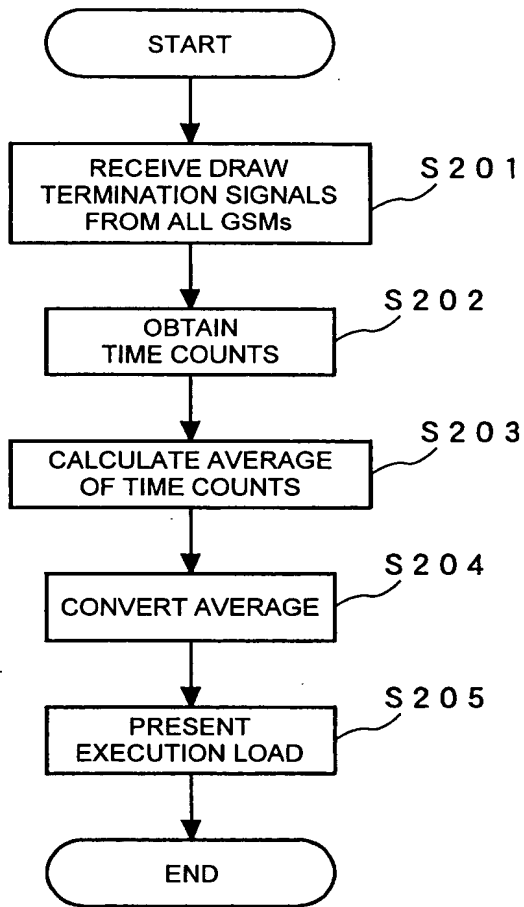 START
RECEIVE DRAW
TERMINATION SIGNALS
FROM ALL GSMs
S201
OBTAIN
TIME COUNTS
S202
CALCULATE AVERAGE
OF TIME COUNTS
S203
CONVERT AVERAGE
S204
PRESENT
EXECUTION LOAD
S205
END